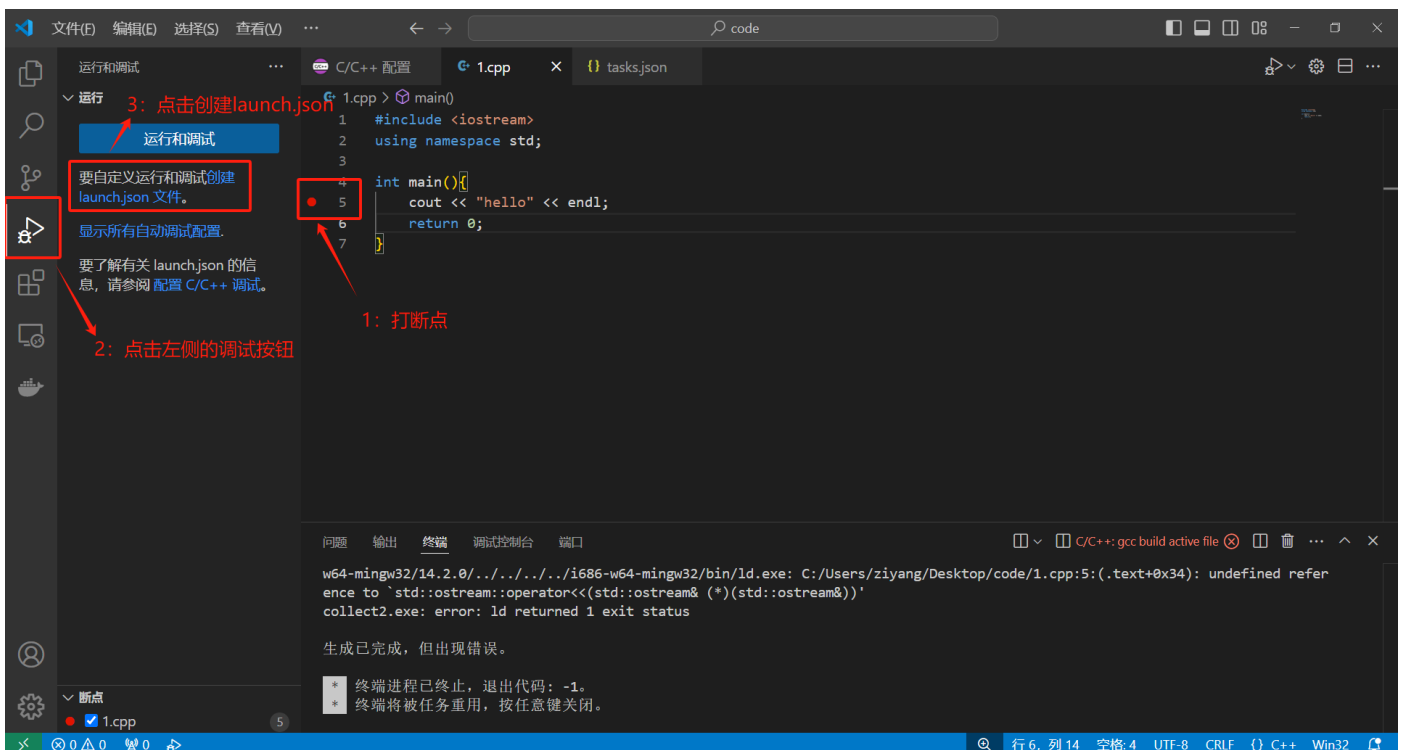 文件(F) 编辑(E) 选择(S) 查看(V) ··· code
运行和调试 ···
C/C++ 配置 1.cpp tasks.json
运行
3：点击创建launch.json
运行和调试
要自定义运行和调试创建
launch.json 文件。
显示所有自动调试配置.
要了解有关 launch.json 的信
息，请参阅 配置 C/C++ 调试。
2：点击左侧的调试按钮
1.cpp > main()
1 #include <iostream>
2 using namespace std;
3
4 int main(){
5 cout << "hello" << endl;
6 return 0;
7 }
1：打断点
问题 输出 终端 调试控制台 端口 C/C++: gcc build active file
w64-mingw32/14.2.0/../../../../i686-w64-mingw32/bin/ld.exe: C:/Users/ziyang/Desktop/code/1.cpp:5:(.text+0x34): undefined refer
ence to `std::ostream::operator<<(std::ostream& (*)(std::ostream&))'
collect2.exe: error: ld returned 1 exit status
生成已完成，但出现错误。
* 终端进程已终止，退出代码: -1。
* 终端将被任务重用，按任意键关闭。
断点
1.cpp 5
0 0 0 行 6，列 14 空格: 4 UTF-8 CRLF {} C++ Win32